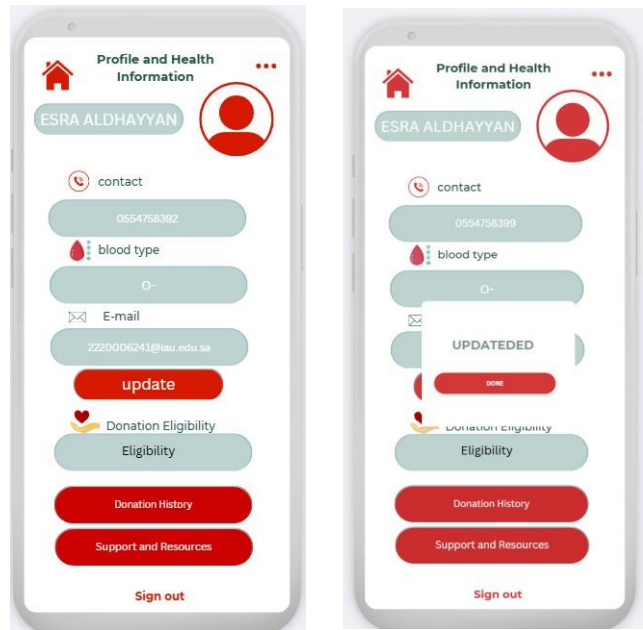 Profile and Health
Information
ESRA ALDHAYYAN
contact
0554758392
blood type
O-
E-mail
2220006241@iau.edu.sa
update
Donation Eligibility
Eligibility
Donation History
Support and Resources
Sign out
Profile and Health
Information
ESRA ALDHAYYAN
contact
0554758399
blood type
O-
UPDATEDED
DONE
Donation Eligibility
Eligibility
Donation History
Support and Resources
Sign out